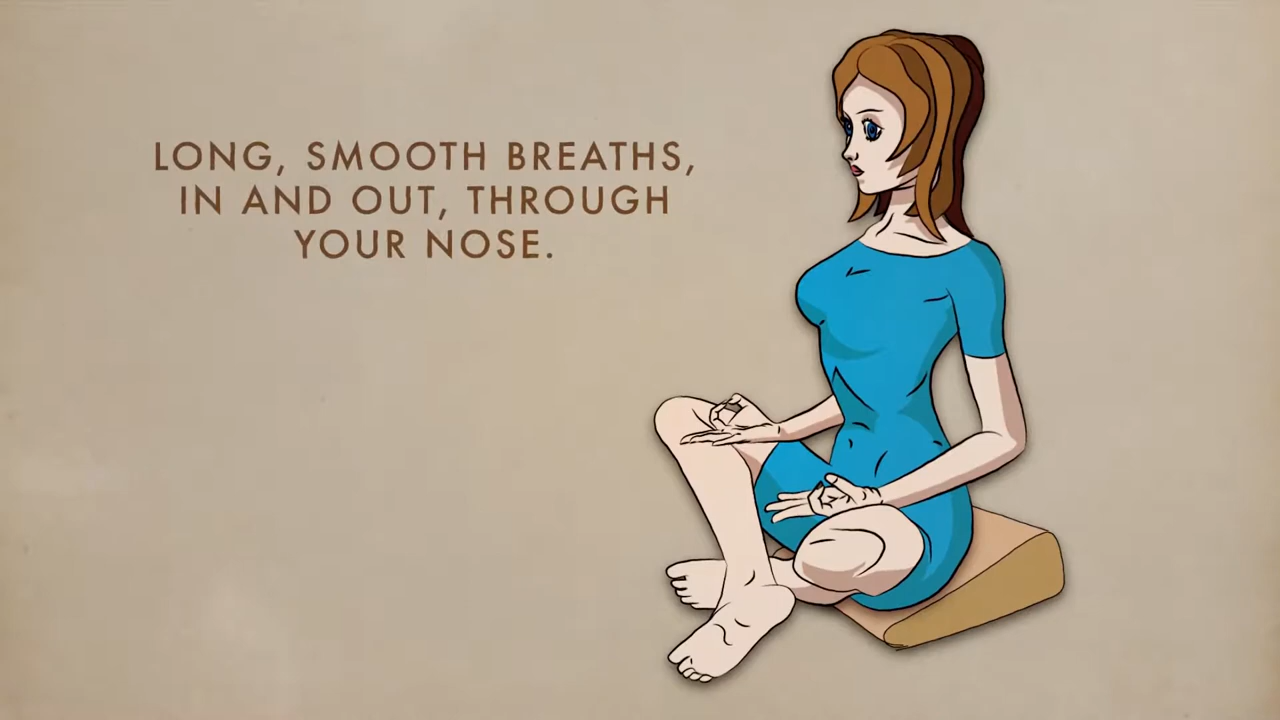 LONG, SMOOTH BREATHS,
IN AND OUT, THROUGH
YOUR NOSE.